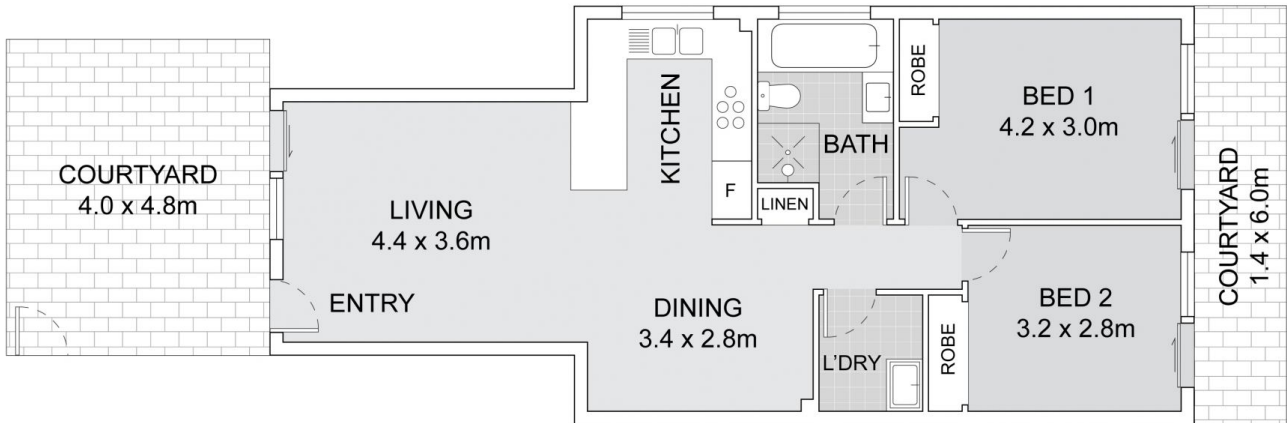 COURTYARD
4.0 x 4.8m
LIVING
4.4 x 3.6m
ENTRY
KITCHEN
F
DINING
3.4 x 2.8m
BATH
LINEN
L'DRY
ROBE
BED 1
4.2 x 3.0m
ROBE
BED 2
3.2 x 2.8m
COURTYARD
1.4 x 6.0m